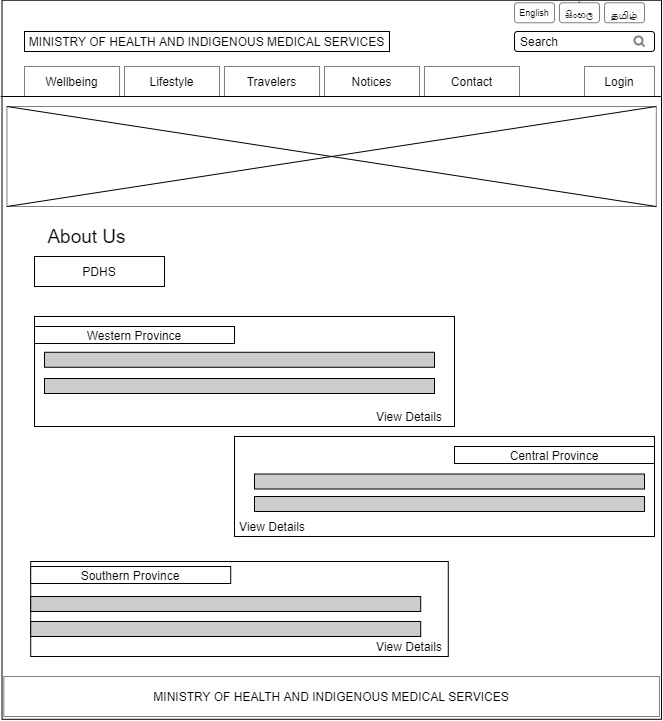 English
සිංහල
தமிழ்
MINISTRY OF HEALTH AND INDIGENOUS MEDICAL SERVICES
Search
Wellbeing
Lifestyle
Travelers
Notices
Contact
Login
About Us
PDHS
Western Province
View Details
Central Province
View Details
Southern Province
View Details
MINISTRY OF HEALTH AND INDIGENOUS MEDICAL SERVICES